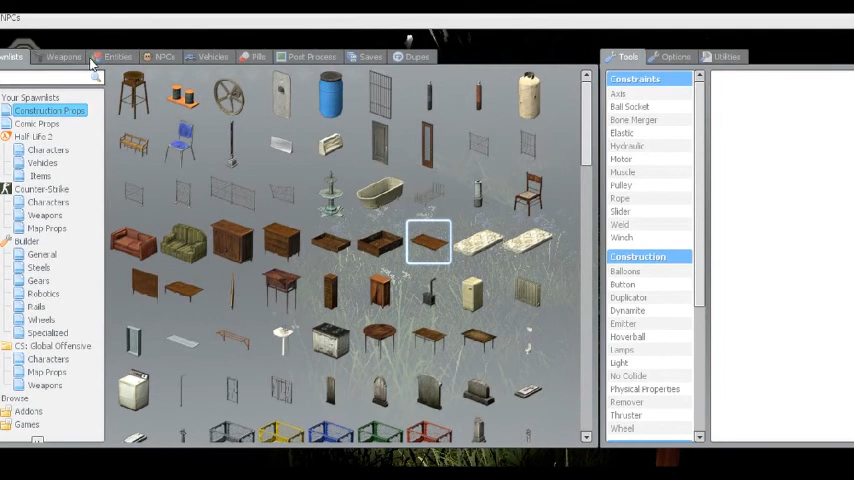 NPCs
wnlists Weapons Entities NPCs Vehicles Pills Post Process Saves Dupes Tools Options Utilities
Your Spawnlists
Construction Props
Comic Props
Half-Life 2
Characters
Vehicles
Items
Counter-Strike
Characters
Weapons
Map Props
Builder
General
Steels
Gears
Robotics
Rails
Wheels
Specialized
CS: Global Offensive
Characters
Map Props
Weapons
Browse
Addons
Games
Constraints
Axis
Ball Socket
Bone Merger
Elastic
Hydraulic
Motor
Muscle
Pulley
Rope
Slider
Weld
Winch
Construction
Balloons
Button
Duplicator
Dynamite
Emitter
Hoverball
Lamps
Light
No Collide
Physical Properties
Remover
Thruster
Wheel